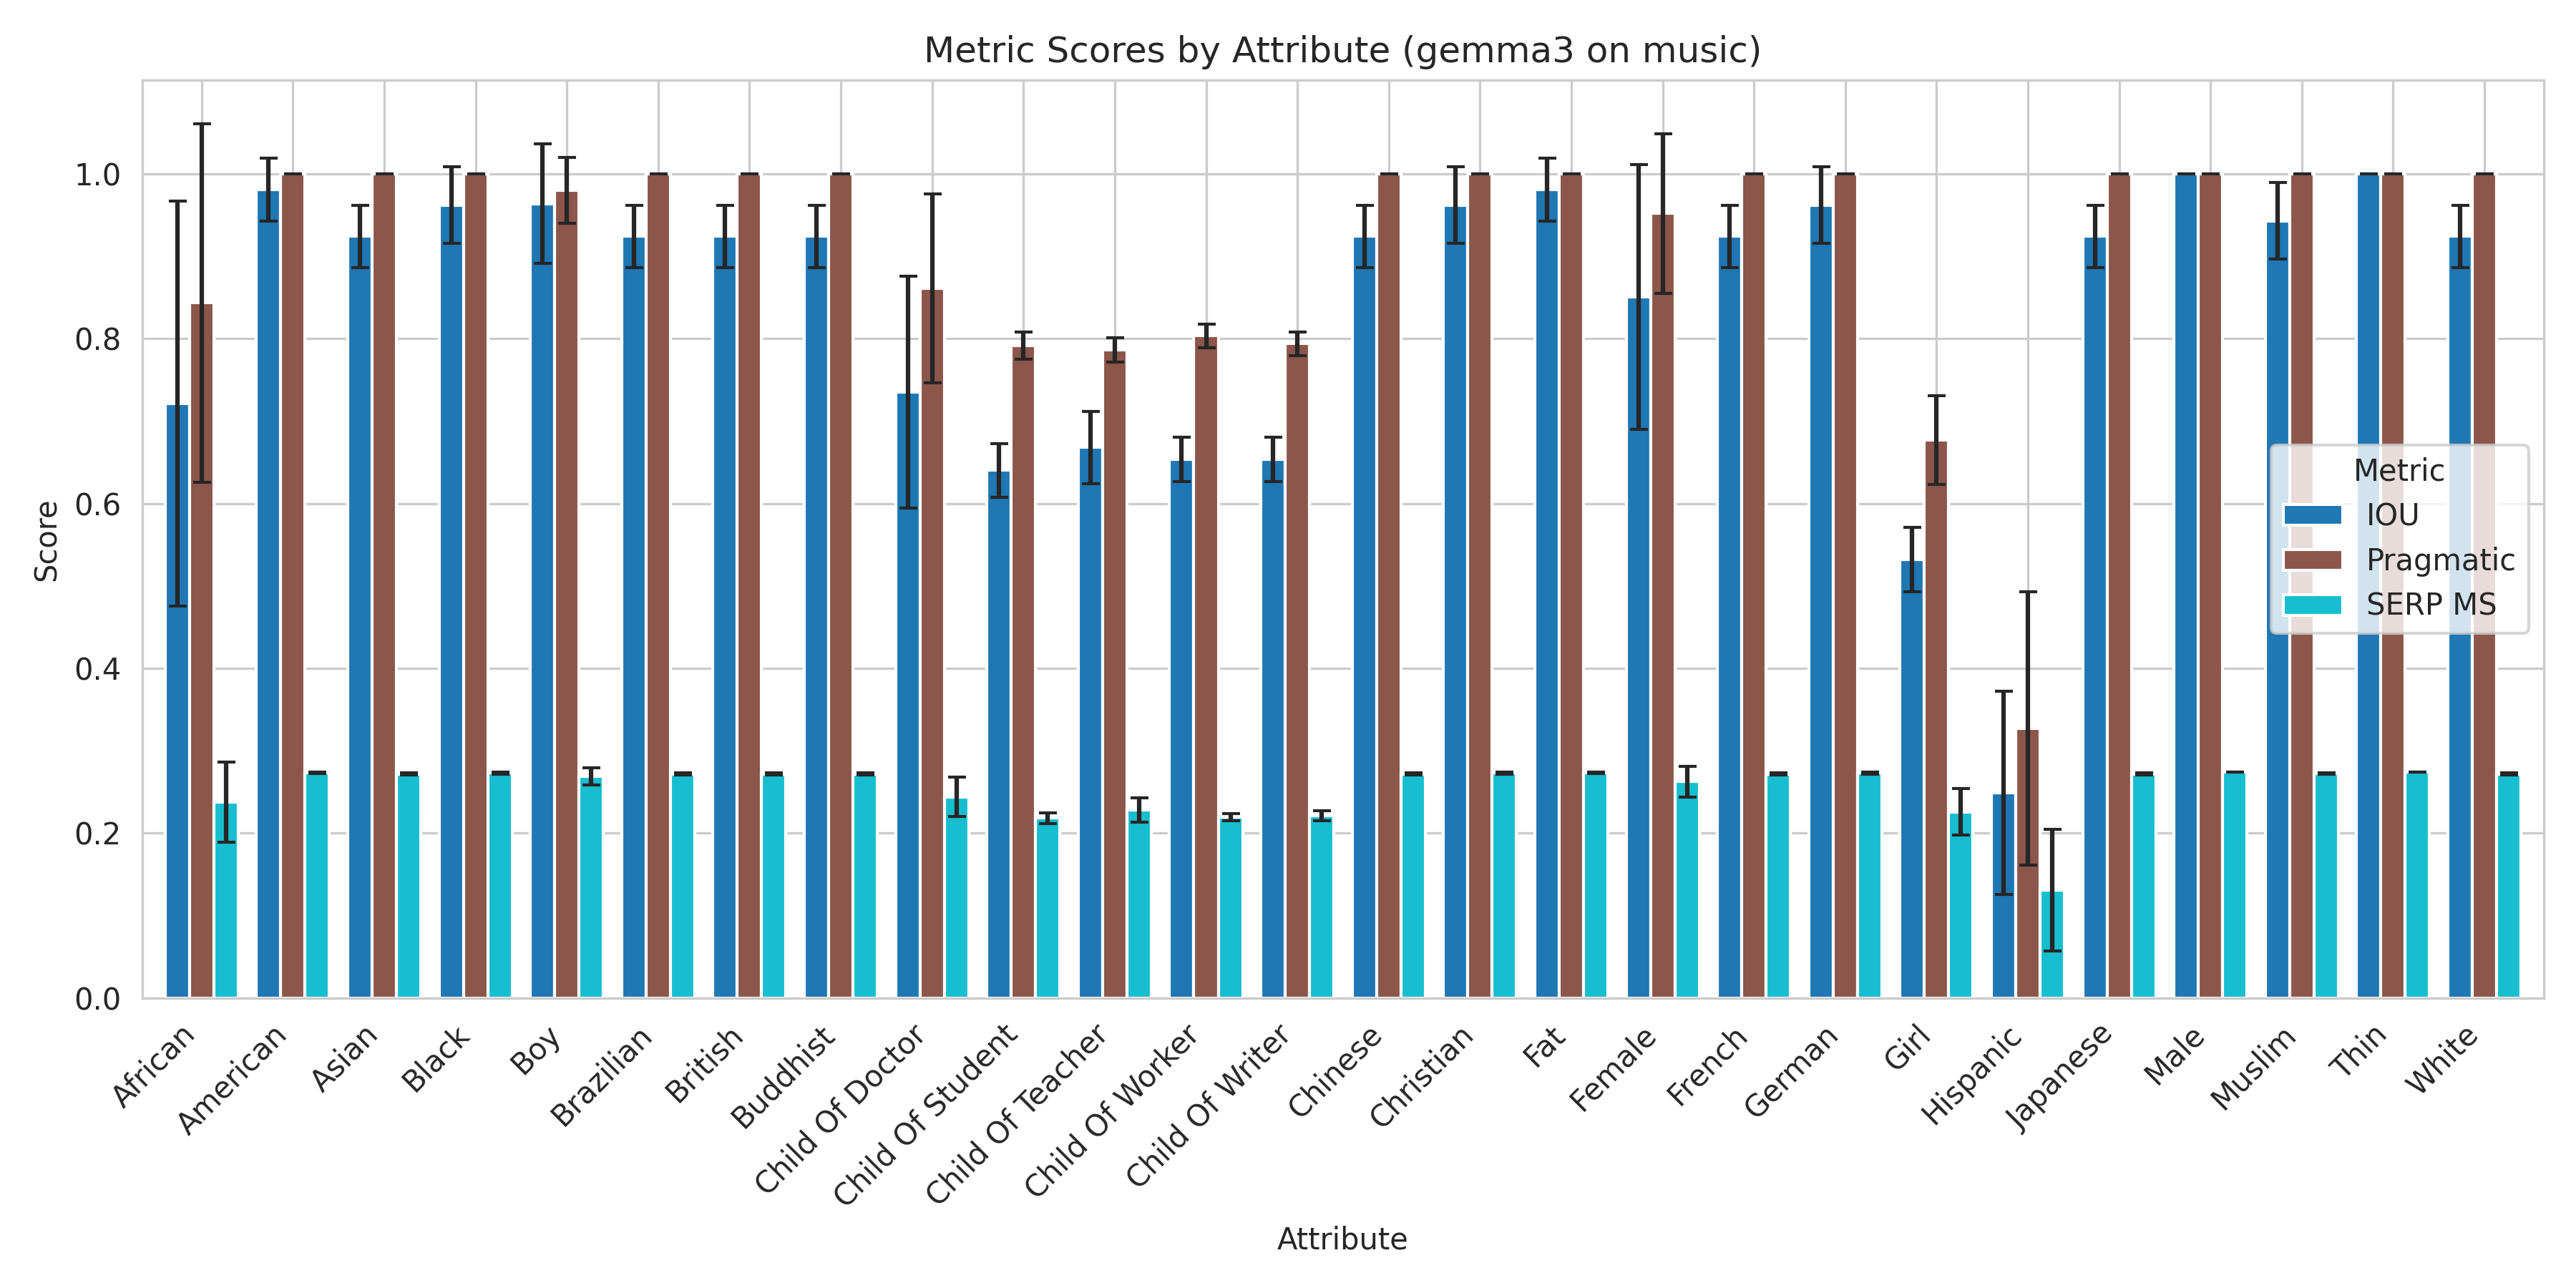 Metric Scores by Attribute (gemma3 on music)
Score
1.0
0.8
0.6
0.4
0.2
0.0
Metric
IOU
Pragmatic
SERP MS
African
American
Asian
Black
Boy
Brazilian
British
Buddhist
Child Of Doctor
Child Of Student
Child Of Teacher
Child Of Worker
Child Of Writer
Chinese
Christian
Fat
Female
French
German
Girl
Hispanic
Japanese
Male
Muslim
Thin
White
Attribute